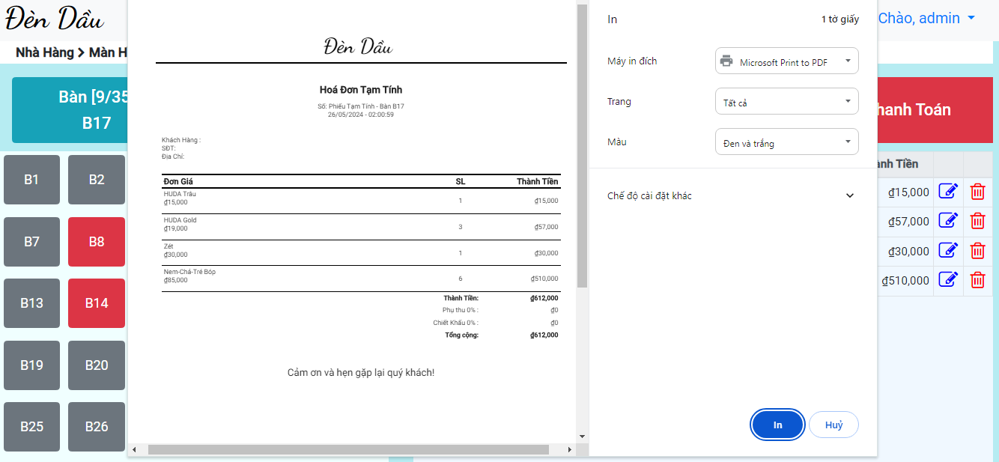 Đèn Dầu
Chào, admin
Nhà Hàng > Màn H
Bàn [9/35
B17
hanh Toán
B1
B2
B7
B8
B13
B14
B19
B20
B25
B26
Đèn Dầu
Hoá Đơn Tạm Tính
Số: Phiếu Tạm Tính - Bàn B17
26/05/2024 - 02:00:59
Khách Hàng :
SĐT:
Địa Chỉ:
Đơn Giá SL Thành Tiền
HUDA Trâu
₫15,000 1 ₫15,000
HUDA Gold
₫19,000 3 ₫57,000
Zét
₫30,000 1 ₫30,000
Nem-Chả-Tré Bóp
₫85,000 6 ₫510,000
Thành Tiền: ₫612,000
Phụ thu 0% : ₫0
Chiết Khấu 0% : ₫0
Tổng cộng: ₫612,000
Cảm ơn và hẹn gặp lại quý khách!
In 1 tờ giấy
Máy in đích Microsoft Print to PDF
Trang Tất cả
Màu Đen và trắng
Chế độ cài đặt khác
In Huỷ
ành Tiền
₫15,000
₫57,000
₫30,000
₫510,000